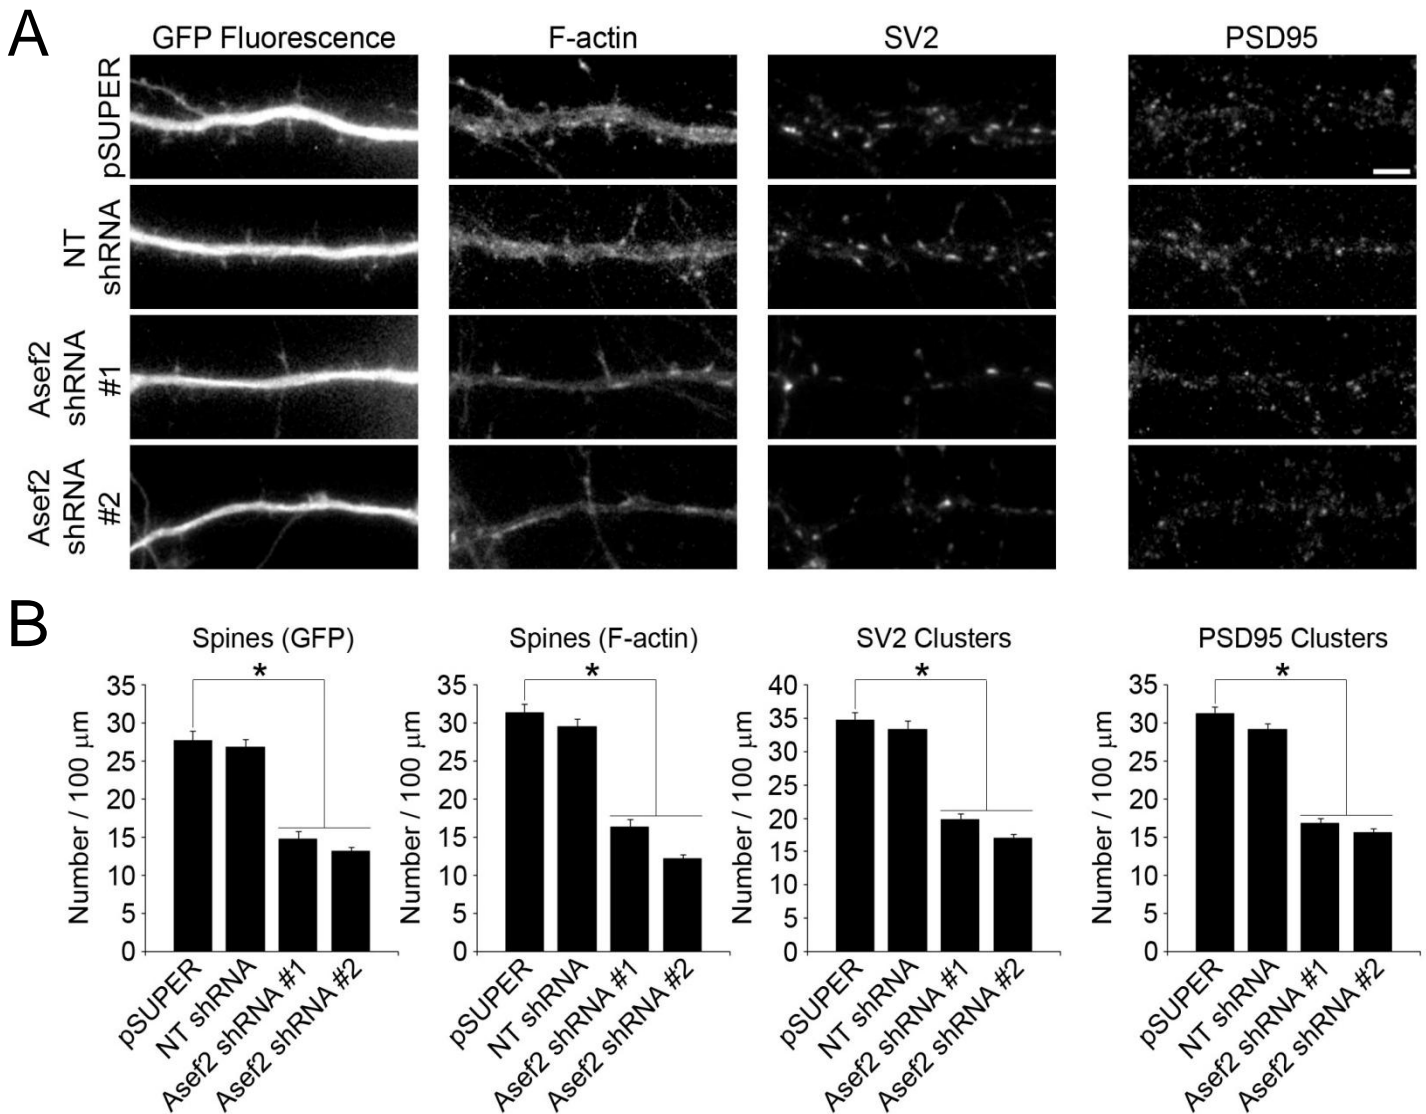 A
GFP Fluorescence
F-actin
SV2
PSD95
pSUPER
NT
shRNA
Asef2
shRNA
#1
Asef2
shRNA
#2
B
Spines (GFP)
*
Number / 100 μm
35
30
25
20
15
10
5
0
pSUPER
NT shRNA
Asef2 shRNA #1
Asef2 shRNA #2
Spines (F-actin)
*
Number / 100 μm
35
30
25
20
15
10
5
0
pSUPER
NT shRNA
Asef2 shRNA #1
Asef2 shRNA #2
SV2 Clusters
*
Number / 100 μm
40
35
30
25
20
15
10
5
0
pSUPER
NT shRNA
Asef2 shRNA #1
Asef2 shRNA #2
PSD95 Clusters
*
Number / 100 μm
35
30
25
20
15
10
5
0
pSUPER
NT shRNA
Asef2 shRNA #1
Asef2 shRNA #2